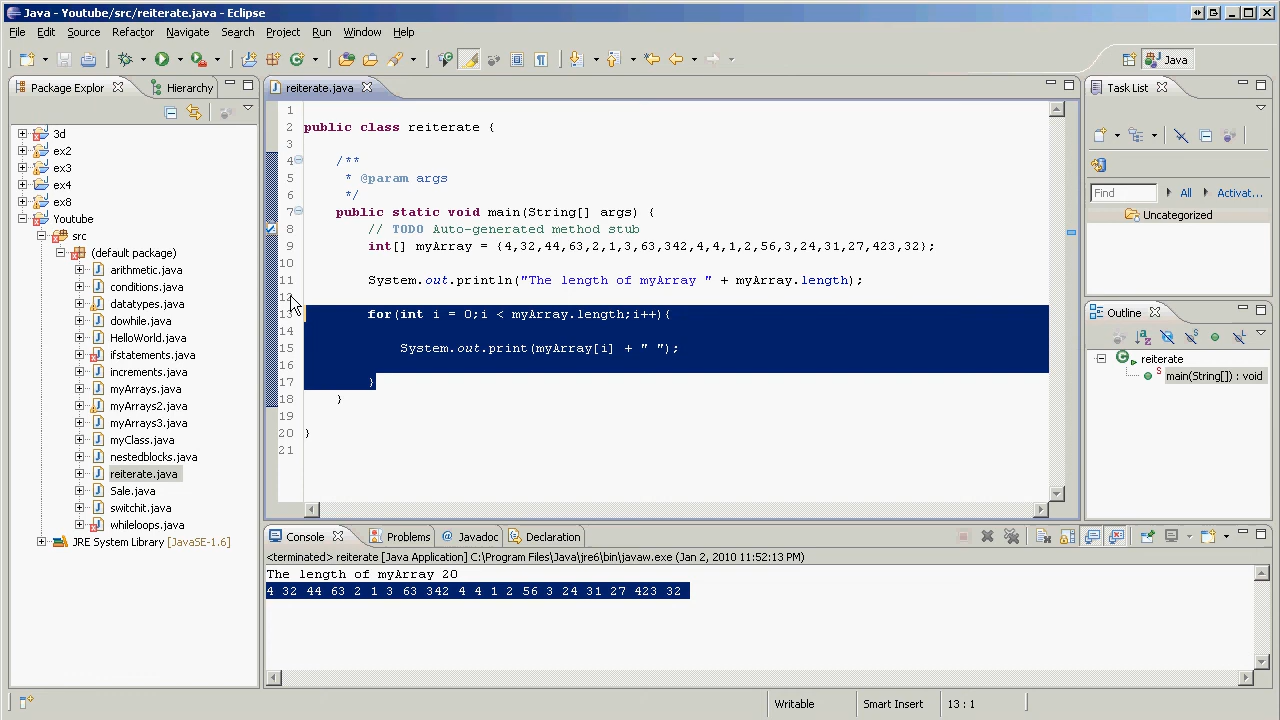 Java - Youtube/src/reiterate.java - Eclipse
File Edit Source Refactor Navigate Search Project Run Window Help
Java
Package Explor Hierarchy
reiterate.java
Task List
3d
ex2
ex3
ex4
ex8
Youtube
src
(default package)
arithmetic.java
conditions.java
datatypes.java
dowhile.java
HelloWorld.java
ifstatements.java
increments.java
myArrays.java
myArrays2.java
myArrays3.java
myClass.java
nestedblocks.java
reiterate.java
Sale.java
switchit.java
whileloops.java
JRE System Library [JavaSE-1.6]
1
2 public class reiterate {
3
4 /**
5 * @param args
6 */
7 public static void main(String[] args) {
8 // TODO Auto-generated method stub
9 int[] myArray = {4,32,44,63,2,1,3,63,342,4,4,1,2,56,3,24,31,27,423,32};
10
11 System.out.println("The length of myArray " + myArray.length);
12
13 for(int i = 0;i < myArray.length;i++){
14
15 System.out.print(myArray[i] + " ");
16
17 }
18 }
19
20 }
21
Find All Activat...
Uncategorized
Outline
reiterate
main(String[]) : void
Console Problems Javadoc Declaration
<terminated> reiterate [Java Application] C:\Program Files\Java\jre6\bin\javaw.exe (Jan 2, 2010 11:52:13 PM)
The length of myArray 20
4 32 44 63 2 1 3 63 342 4 4 1 2 56 3 24 31 27 423 32
Writable Smart Insert 13 : 1